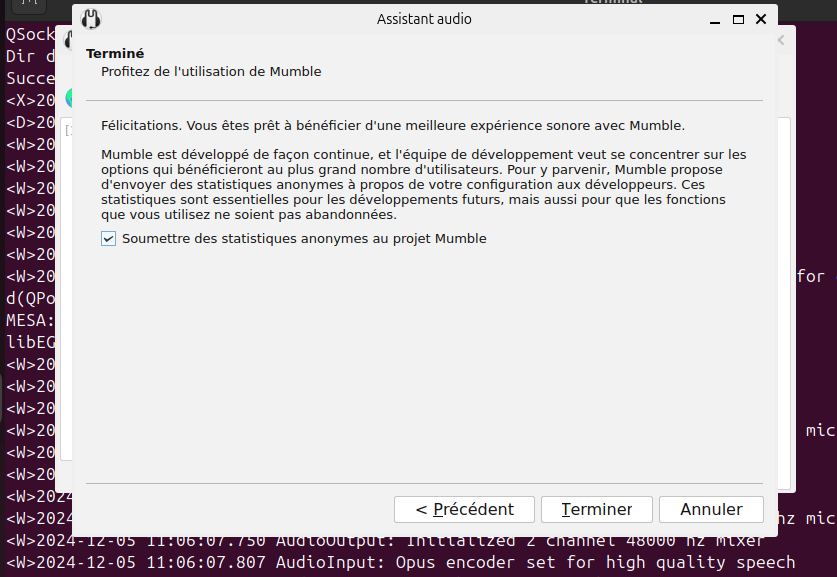 Assistant audio
QSock
Terminé
Dir d
Profitez de l'utilisation de Mumble
Succe
<X>20
Félicitations. Vous êtes prêt à bénéficier d'une meilleure expérience sonore avec Mumble.
<D>20
<W>20
Mumble est développé de façon continue, et l'équipe de développement veut se concentrer sur les
options qui bénéficieront au plus grand nombre d'utilisateurs. Pour y parvenir, Mumble propose
d'envoyer des statistiques anonymes à propos de votre configuration aux développeurs. Ces
statistiques sont essentielles pour les développements futurs, mais aussi pour que les fonctions
que vous utilisez ne soient pas abandonnées.
<W>20
<W>20
<W>20
<W>20
Soumettre des statistiques anonymes au projet Mumble
<W>20
<W>20 for
d(QPo
MESA:
libEG
<W>20
<W>20
<W>20
<W>20 mic
<W>20
<W>20
<W>2024
< Précédent
Terminer
Annuler
<W>2024 hz mic
<W>2024-12-05 11:06:07.750 AudioOutput: Initialized 2 channel 48000 hz mixer
<W>2024-12-05 11:06:07.807 AudioInput: Opus encoder set for high quality speech